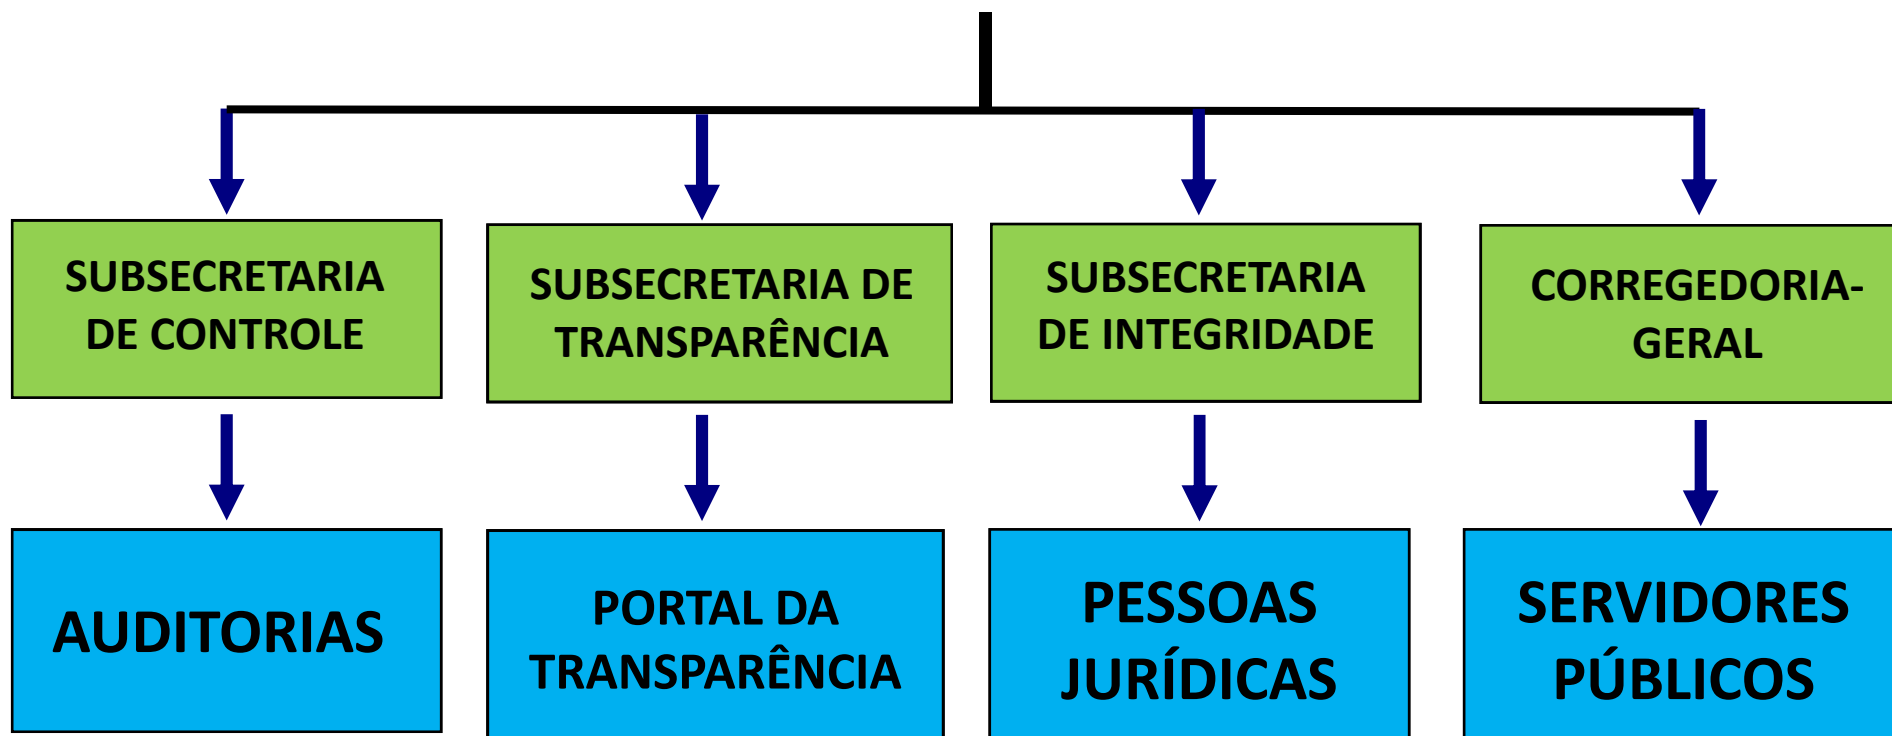 SUBSECRETARIA
DE CONTROLE
SUBSECRETARIA DE
TRANSPARÊNCIA
SUBSECRETARIA
DE INTEGRIDADE
CORREGEDORIA-
GERAL
AUDITORIAS
PORTAL DA
TRANSPARÊNCIA
PESSOAS
JURÍDICAS
SERVIDORES
PÚBLICOS